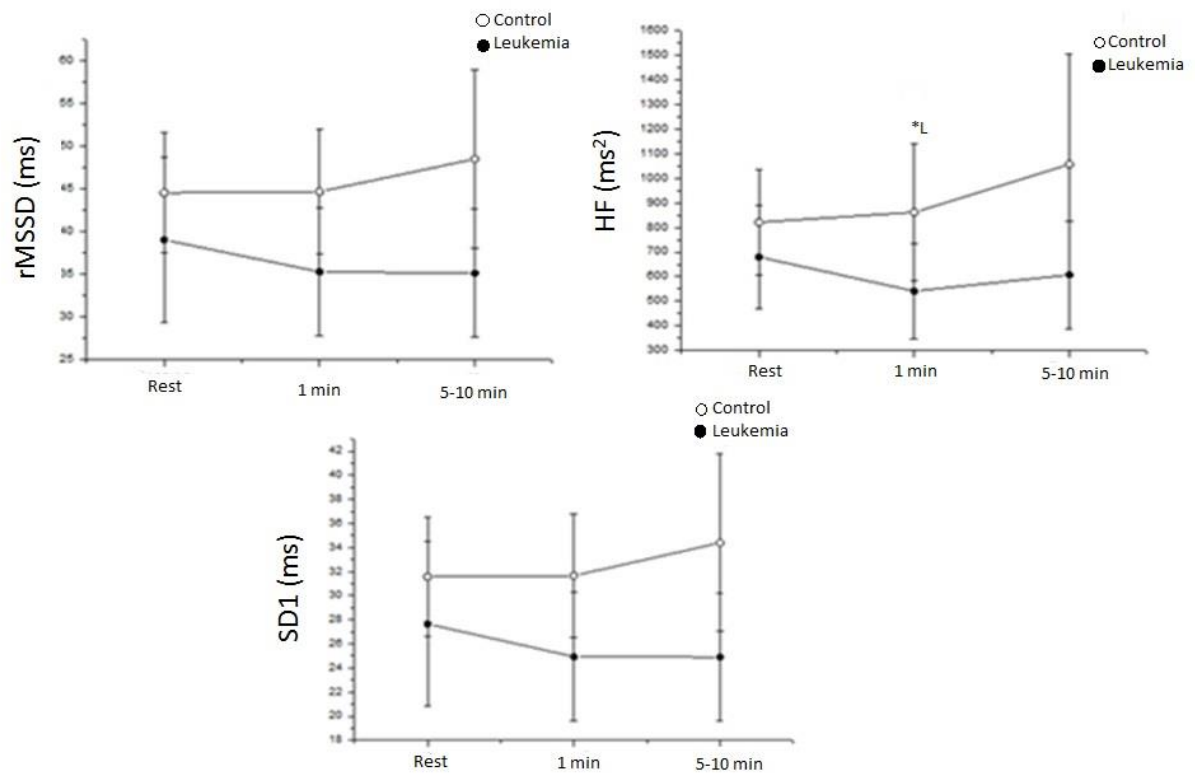 Control
Leukemia
rMSSD (ms)
60
55
50
45
40
35
30
25
Rest
1 min
5-10 min
Control
Leukemia
HF (ms²)
1600
1500
1400
1300
1200
1100
1000
900
800
700
600
500
400
300
*L
Rest
1 min
5-10 min
Control
Leukemia
SD1 (ms)
42
40
38
36
34
32
30
28
26
24
22
20
18
Rest
1 min
5-10 min